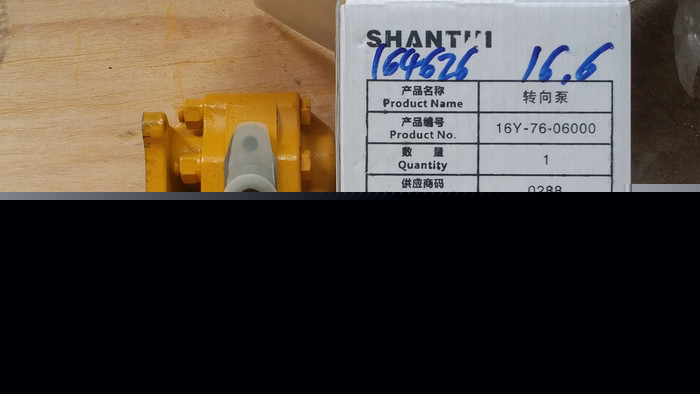 SHANTUI
164626 16.6
产品名称 Product Name 转向泵
产品编号 Product No. 16Y-76-06000
数 量 Quantity 1
供应商码 0288